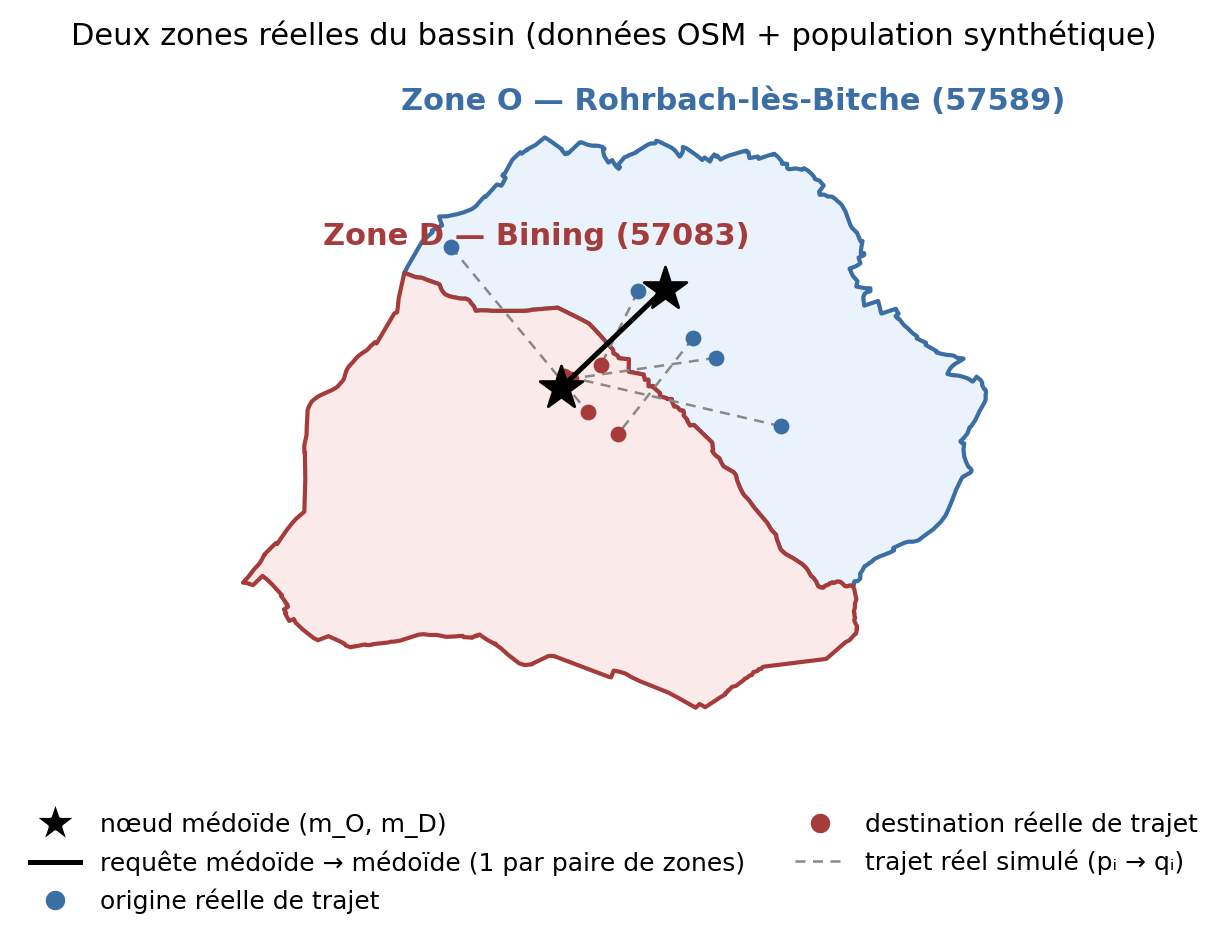 Deux zones réelles du bassin (données OSM + population synthétique)
Zone O — Rohrbach-lès-Bitche (57589)
Zone D — Bining (57083)
nœud médoïde (m_O, m_D)
requête médoïde → médoïde (1 par paire de zones)
origine réelle de trajet
destination réelle de trajet
trajet réel simulé (pᵢ → qᵢ)